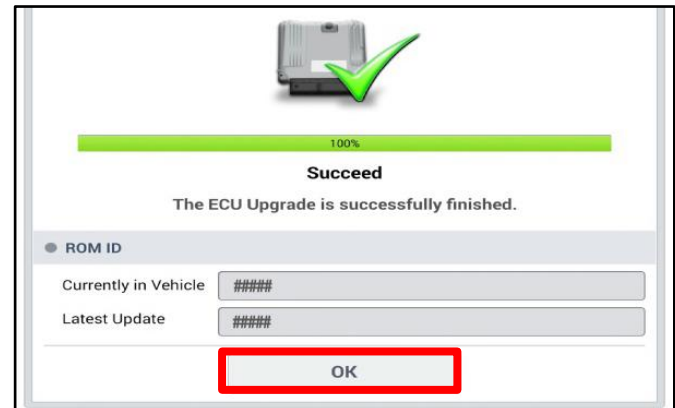 100%
Succeed
The ECU Upgrade is successfully finished.
ROM ID
Currently in Vehicle #####
Latest Update #####
OK